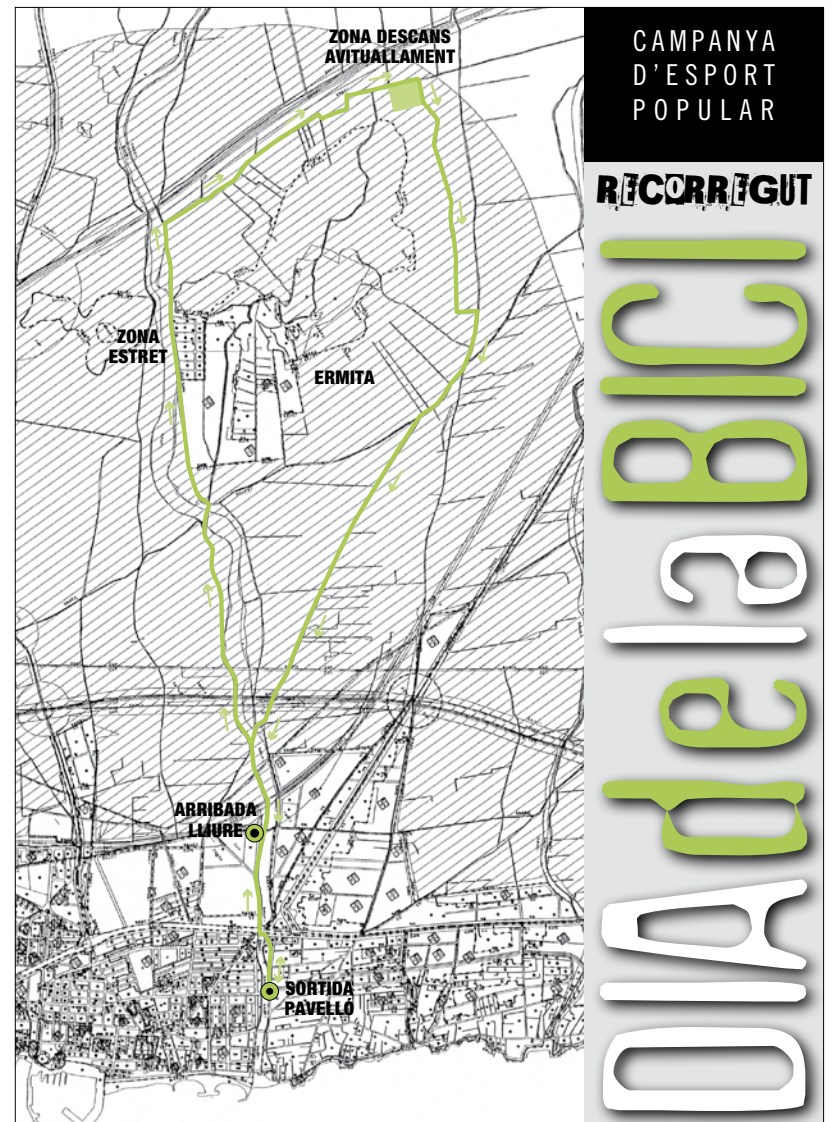 ZONA DESCANS
AVITUALLAMENT
ZONA
ESTRET
ERMITA
ARRIBADA
LLIURE
SORTIDA
PAVELLÓ
CAMPANYA
D'ESPORT
POPULAR
RECORREGUT
DIA de la BICI